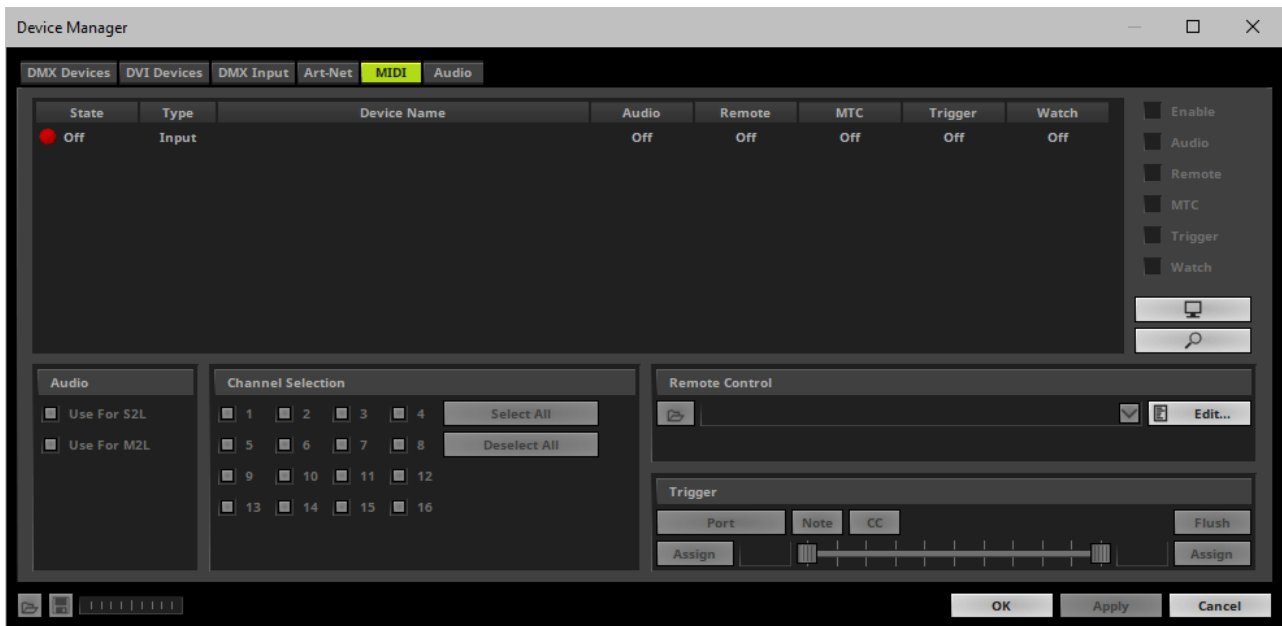 Device Manager
DMX Devices DVI Devices DMX Input Art-Net MIDI Audio
State Type Device Name Audio Remote MTC Trigger Watch
Off Input Off Off Off Off Off
Enable
Audio
Remote
MTC
Trigger
Watch
Audio
Use For S2L
Use For M2L
Channel Selection
1 2 3 4 Select All
5 6 7 8 Deselect All
9 10 11 12
13 14 15 16
Remote Control
Edit...
Trigger
Port Note CC Flush
Assign Assign
OK Apply Cancel